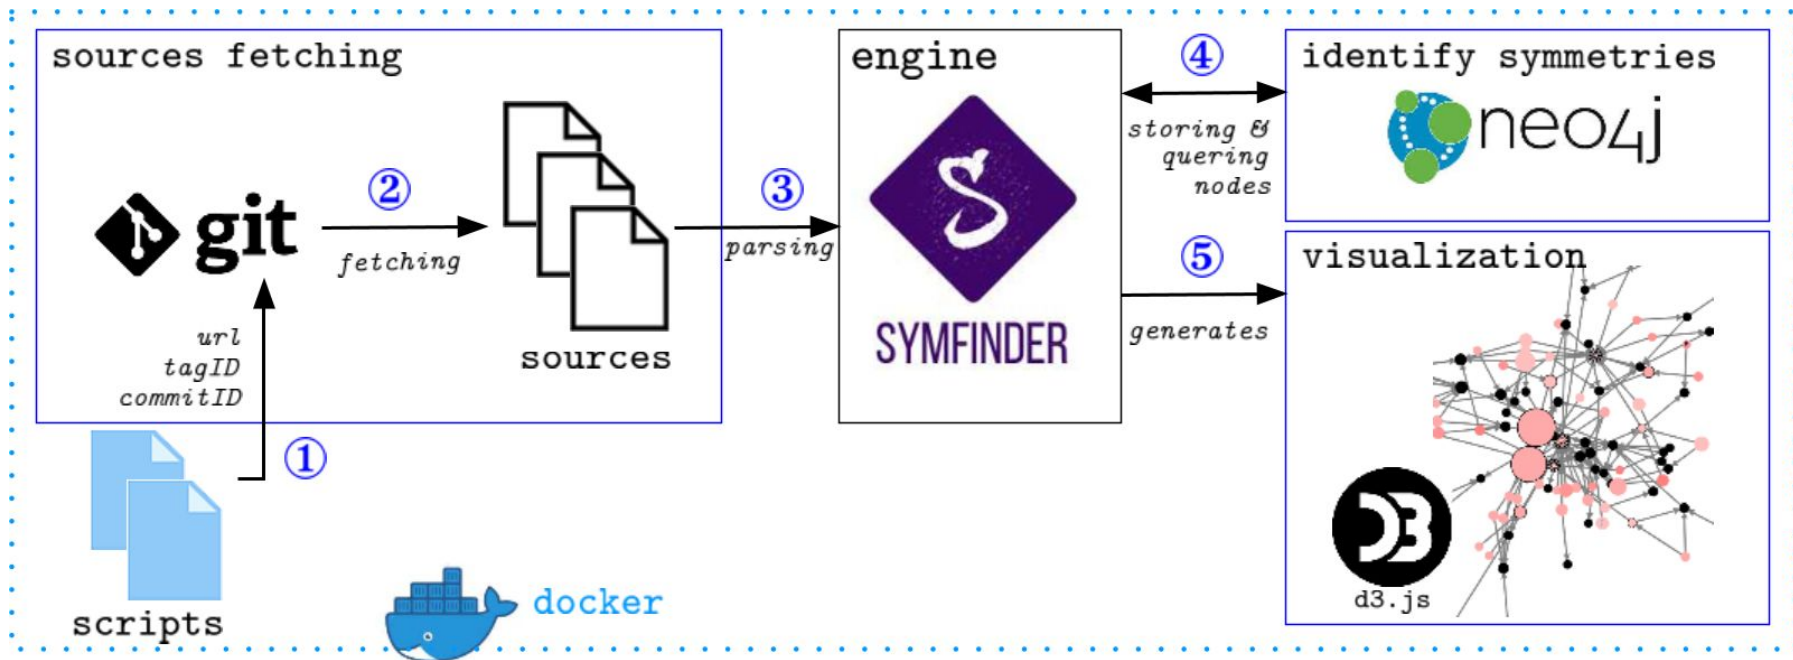 sources fetching
git
②
fetching
url
tagID
commitID
①
scripts
sources
③
parsing
engine
S
SYMFINDER
④
storing &
quering
nodes
identify symmetries
neo4j
⑤
generates
visualization
D3
d3.js
docker